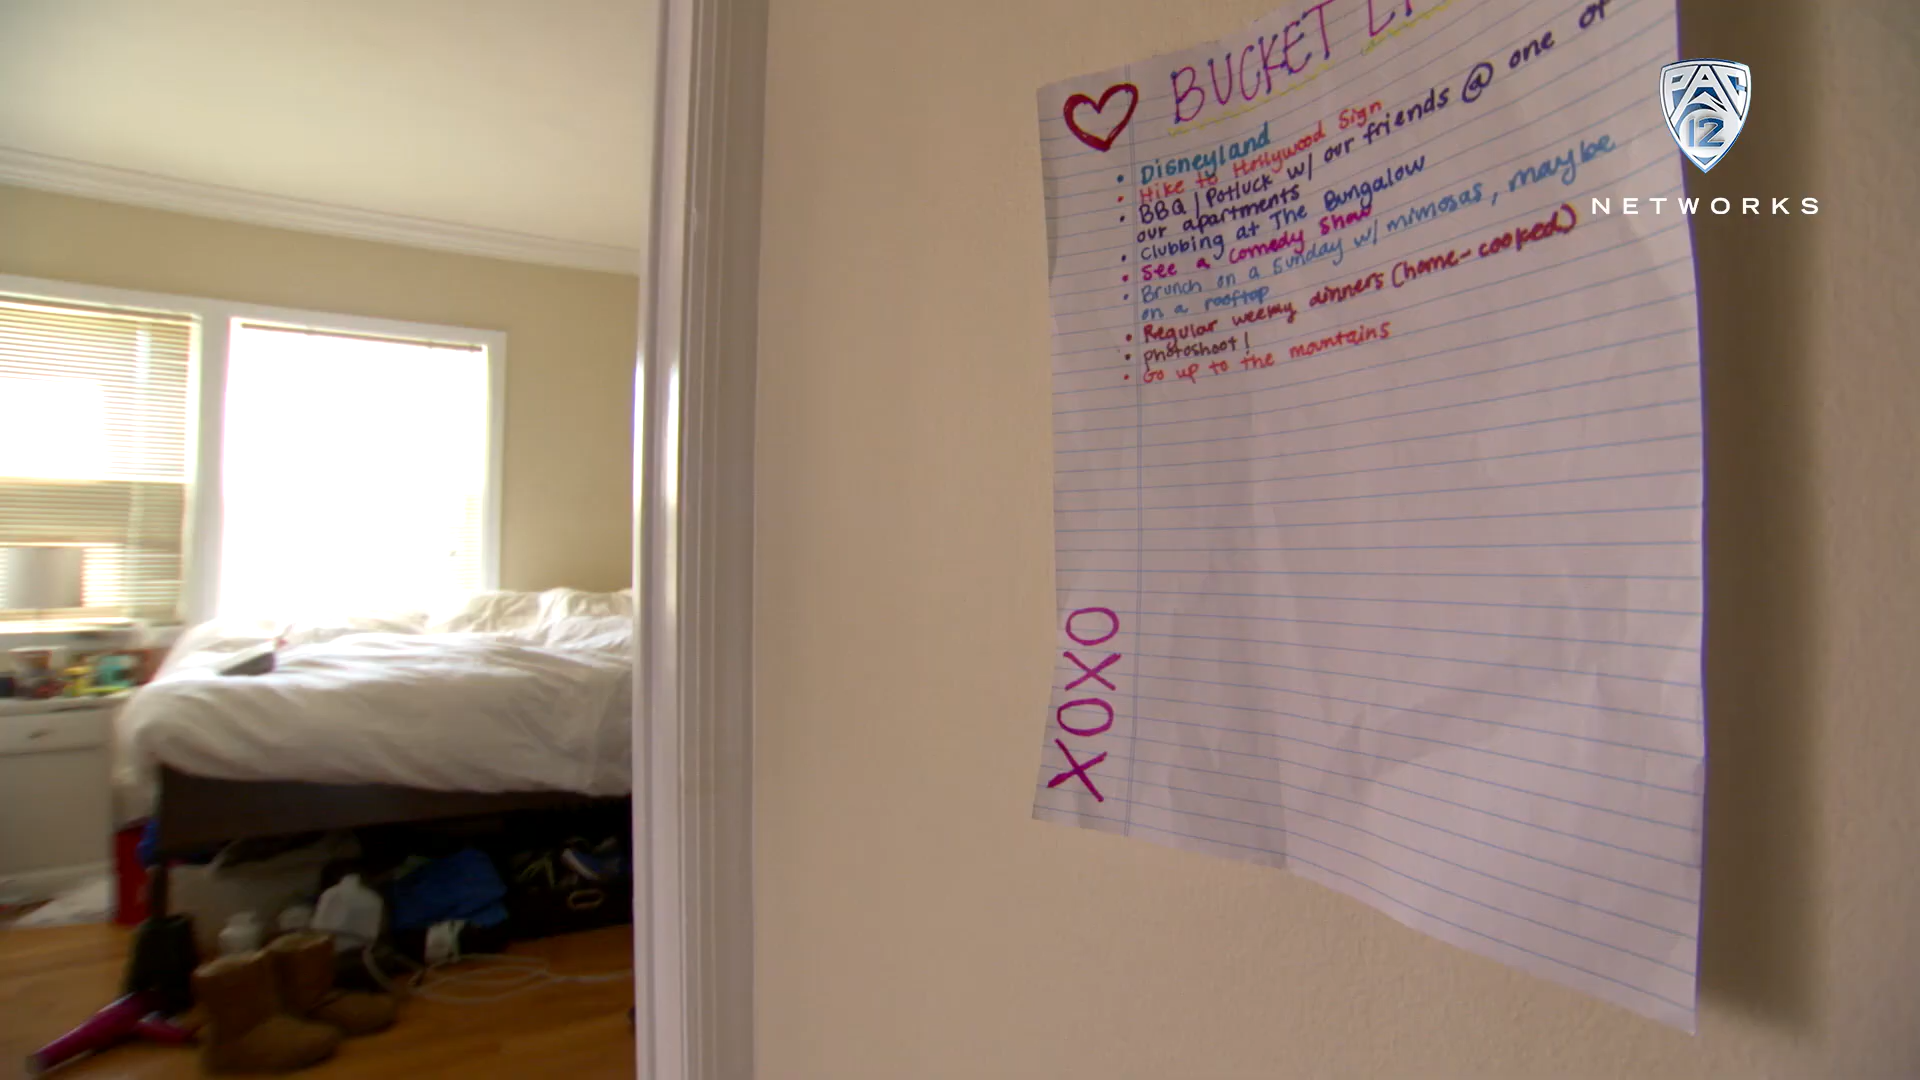 BUCKET LI
• Disneyland
• Hike to Hollywood Sign
• BBQ | Potluck w/ our friends @ one of
our apartments
• Clubbing at The Bungalow
• See a comedy show
• Brunch on a Sunday w/ mimosas, maybe
on a rooftop
• Regular weekly dinners (home-cooked)
• photoshoot!
• Go up to the mountains
XOXO
PAC
12
NETWORKS